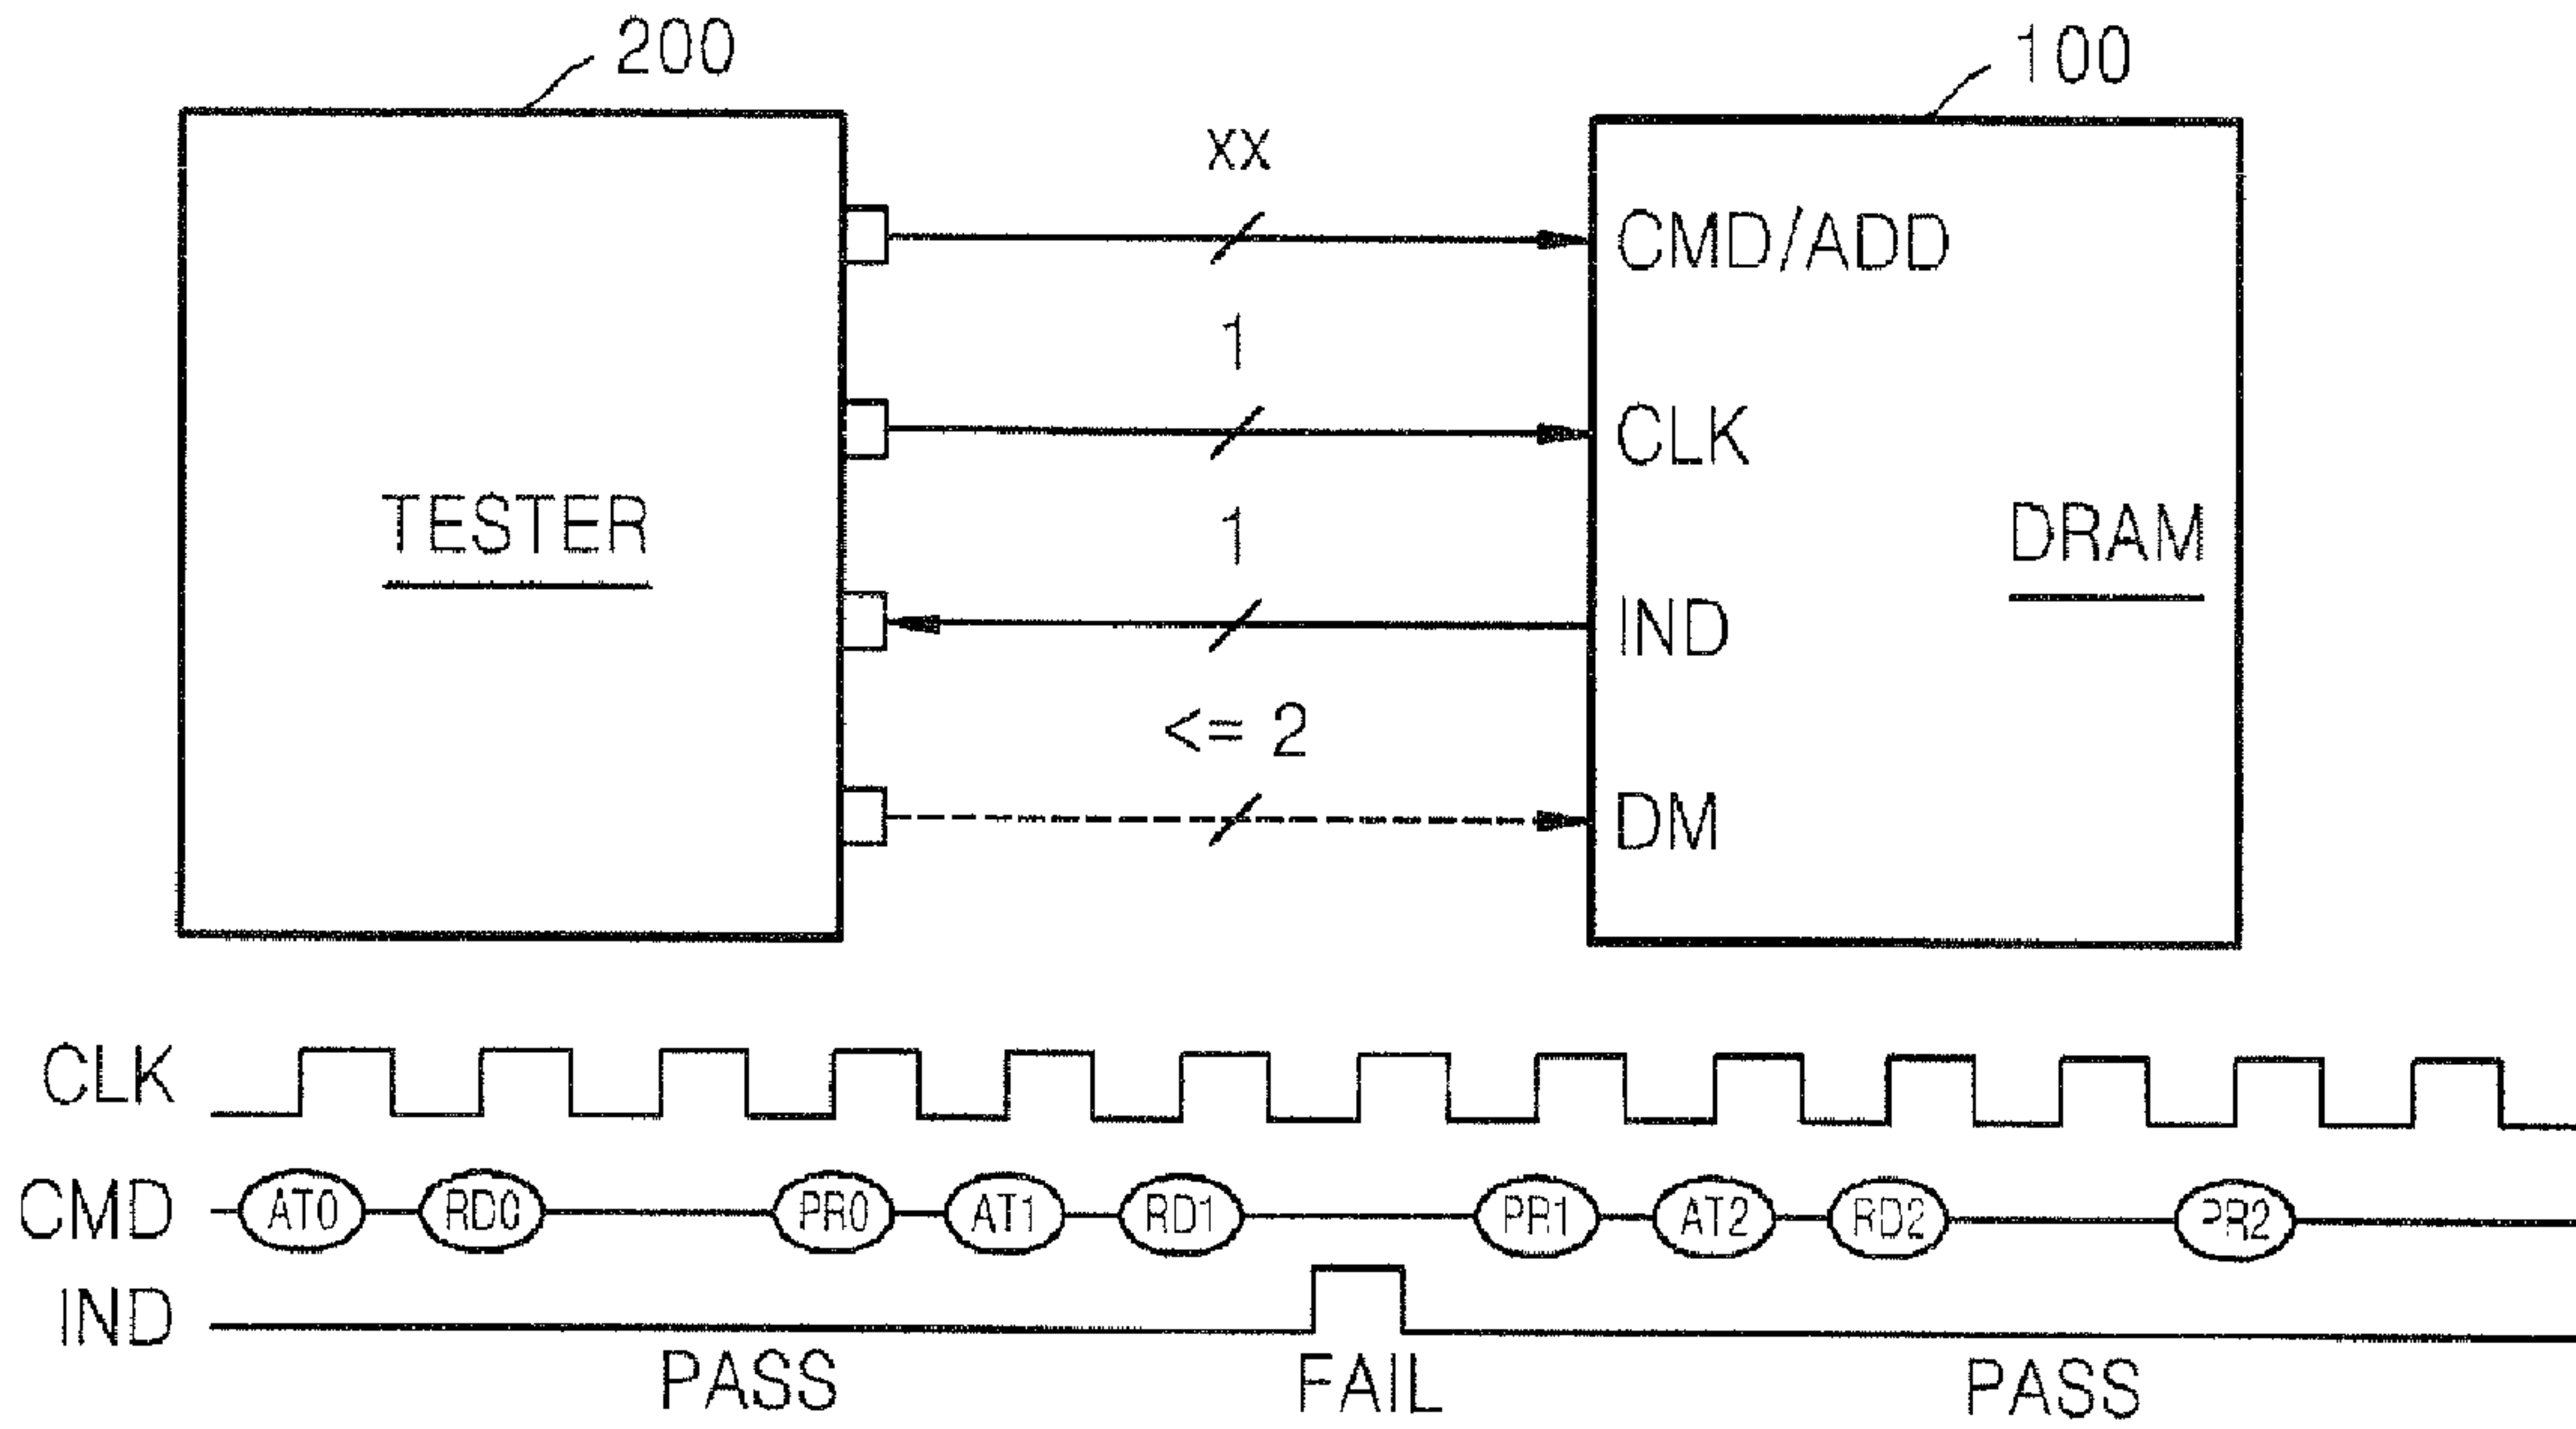 200
100
XX
CMD/ADD
1
CLK
1
TESTER
DRAM
IND
<= 2
DM
CLK
CMD AT0 RD0 PR0 AT1 RD1 PR1 AT2 RD2 PR2
IND
PASS FAIL PASS